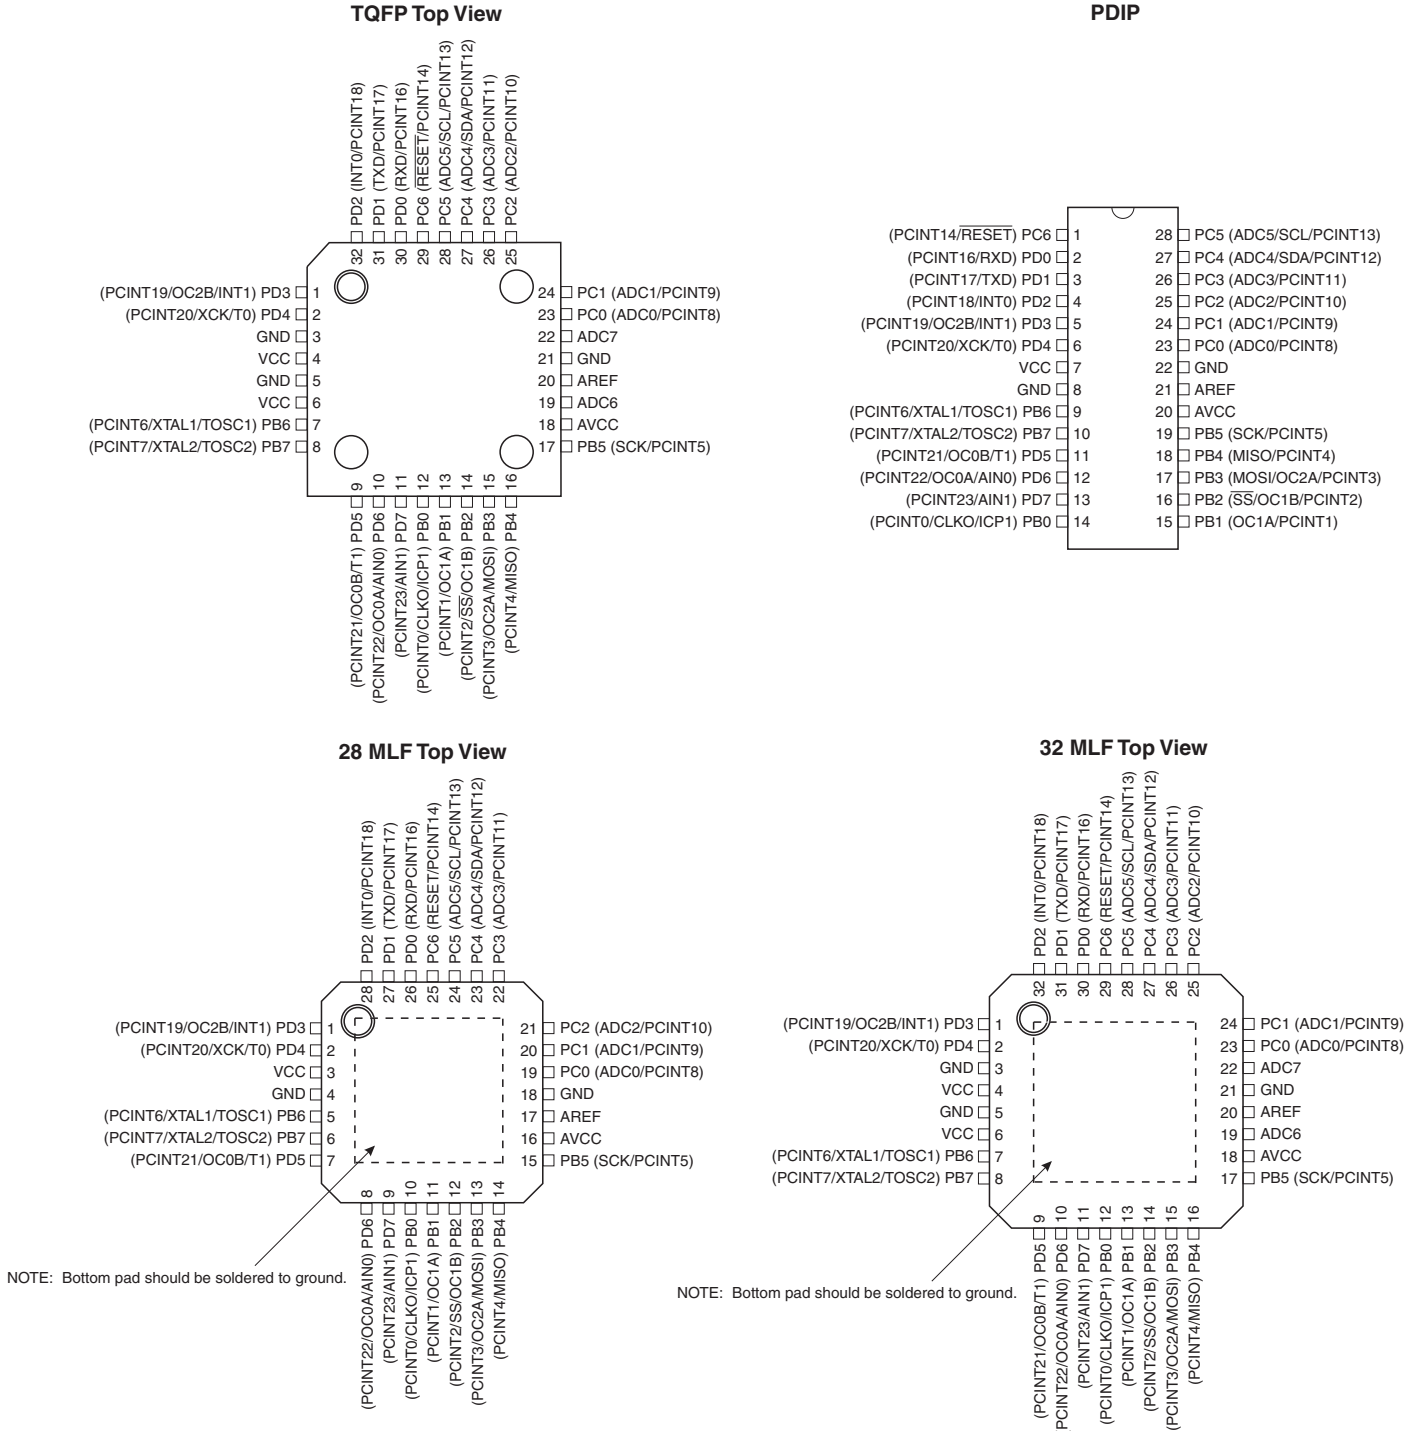 TQFP Top View
PD2 (INT0/PCINT18)
PD1 (TXD/PCINT17)
PD0 (RXD/PCINT16)
PC6 (RESET/PCINT14)
PC5 (ADC5/SCL/PCINT13)
PC4 (ADC4/SDA/PCINT12)
PC3 (ADC3/PCINT11)
PC2 (ADC2/PCINT10)
32 31 30 29 28 27 26 25
(PCINT19/OC2B/INT1) PD3 1
(PCINT20/XCK/T0) PD4 2
GND 3
VCC 4
GND 5
VCC 6
(PCINT6/XTAL1/TOSC1) PB6 7
(PCINT7/XTAL2/TOSC2) PB7 8
24 PC1 (ADC1/PCINT9)
23 PC0 (ADC0/PCINT8)
22 ADC7
21 GND
20 AREF
19 ADC6
18 AVCC
17 PB5 (SCK/PCINT5)
9 10 11 12 13 14 15 16
(PCINT21/OC0B/T1) PD5
(PCINT22/OC0A/AIN0) PD6
(PCINT23/AIN1) PD7
(PCINT0/CLKO/ICP1) PB0
(PCINT1/OC1A) PB1
(PCINT2/SS/OC1B) PB2
(PCINT3/OC2A/MOSI) PB3
(PCINT4/MISO) PB4
PDIP
(PCINT14/RESET) PC6 1
(PCINT16/RXD) PD0 2
(PCINT17/TXD) PD1 3
(PCINT18/INT0) PD2 4
(PCINT19/OC2B/INT1) PD3 5
(PCINT20/XCK/T0) PD4 6
VCC 7
GND 8
(PCINT6/XTAL1/TOSC1) PB6 9
(PCINT7/XTAL2/TOSC2) PB7 10
(PCINT21/OC0B/T1) PD5 11
(PCINT22/OC0A/AIN0) PD6 12
(PCINT23/AIN1) PD7 13
(PCINT0/CLKO/ICP1) PB0 14
28 PC5 (ADC5/SCL/PCINT13)
27 PC4 (ADC4/SDA/PCINT12)
26 PC3 (ADC3/PCINT11)
25 PC2 (ADC2/PCINT10)
24 PC1 (ADC1/PCINT9)
23 PC0 (ADC0/PCINT8)
22 GND
21 AREF
20 AVCC
19 PB5 (SCK/PCINT5)
18 PB4 (MISO/PCINT4)
17 PB3 (MOSI/OC2A/PCINT3)
16 PB2 (SS/OC1B/PCINT2)
15 PB1 (OC1A/PCINT1)
28 MLF Top View
PD2 (INT0/PCINT18)
PD1 (TXD/PCINT17)
PD0 (RXD/PCINT16)
PC6 (RESET/PCINT14)
PC5 (ADC5/SCL/PCINT13)
PC4 (ADC4/SDA/PCINT12)
PC3 (ADC3/PCINT11)
28 27 26 25 24 23 22
(PCINT19/OC2B/INT1) PD3 1
(PCINT20/XCK/T0) PD4 2
VCC 3
GND 4
(PCINT6/XTAL1/TOSC1) PB6 5
(PCINT7/XTAL2/TOSC2) PB7 6
(PCINT21/OC0B/T1) PD5 7
21 PC2 (ADC2/PCINT10)
20 PC1 (ADC1/PCINT9)
19 PC0 (ADC0/PCINT8)
18 GND
17 AREF
16 AVCC
15 PB5 (SCK/PCINT5)
8 9 10 11 12 13 14
(PCINT22/OC0A/AIN0) PD6
(PCINT23/AIN1) PD7
(PCINT0/CLKO/ICP1) PB0
(PCINT1/OC1A) PB1
(PCINT2/SS/OC1B) PB2
(PCINT3/OC2A/MOSI) PB3
(PCINT4/MISO) PB4
NOTE: Bottom pad should be soldered to ground.
32 MLF Top View
PD2 (INT0/PCINT18)
PD1 (TXD/PCINT17)
PD0 (RXD/PCINT16)
PC6 (RESET/PCINT14)
PC5 (ADC5/SCL/PCINT13)
PC4 (ADC4/SDA/PCINT12)
PC3 (ADC3/PCINT11)
PC2 (ADC2/PCINT10)
32 31 30 29 28 27 26 25
(PCINT19/OC2B/INT1) PD3 1
(PCINT20/XCK/T0) PD4 2
GND 3
VCC 4
GND 5
VCC 6
(PCINT6/XTAL1/TOSC1) PB6 7
(PCINT7/XTAL2/TOSC2) PB7 8
24 PC1 (ADC1/PCINT9)
23 PC0 (ADC0/PCINT8)
22 ADC7
21 GND
20 AREF
19 ADC6
18 AVCC
17 PB5 (SCK/PCINT5)
9 10 11 12 13 14 15 16
(PCINT21/OC0B/T1) PD5
PCINT22/OC0A/AIN0) PD6
(PCINT23/AIN1) PD7
(PCINT0/CLKO/ICP1) PB0
(PCINT1/OC1A) PB1
(PCINT2/SS/OC1B) PB2
(PCINT3/OC2A/MOSI) PB3
(PCINT4/MISO) PB4
NOTE: Bottom pad should be soldered to ground.